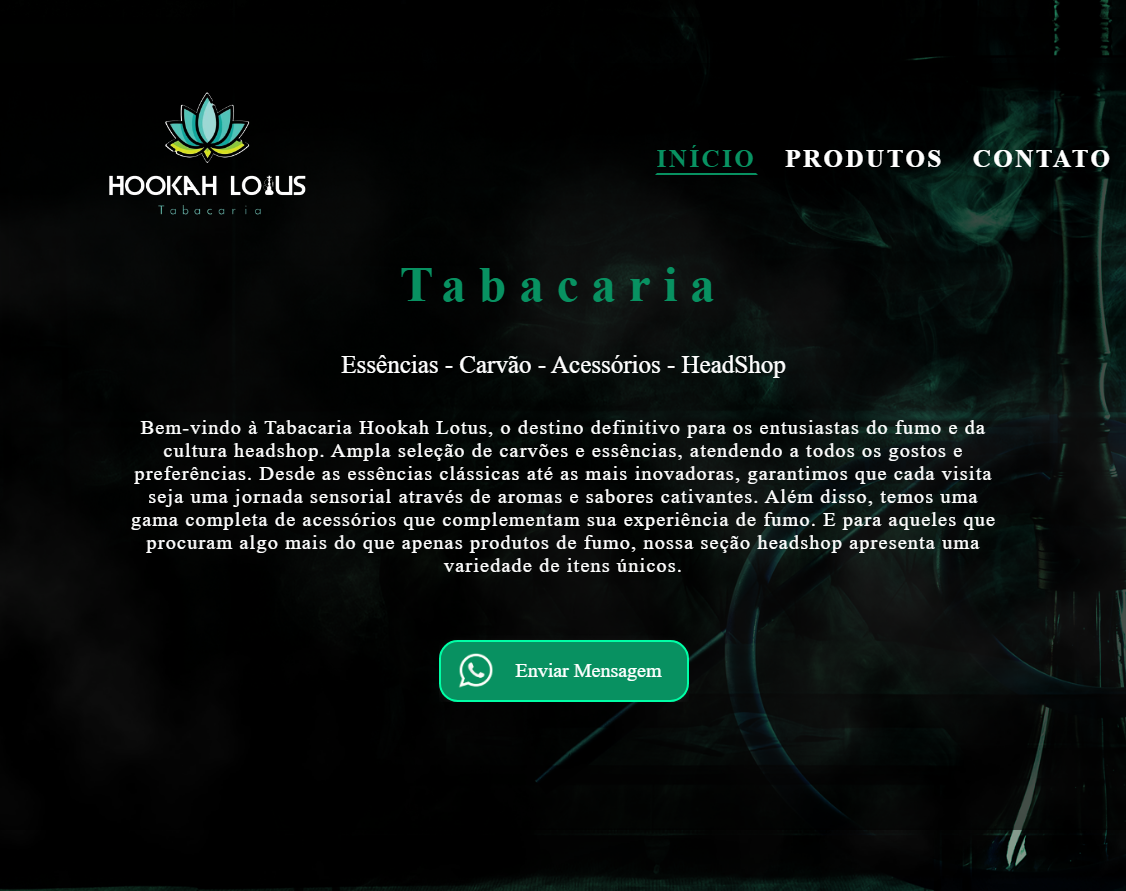 HOOKAH LOTUS
Tabacaria
INÍCIO PRODUTOS CONTATO
Tabacaria
Essências - Carvão - Acessórios - HeadShop
Bem-vindo à Tabacaria Hookah Lotus, o destino definitivo para os entusiastas do fumo e da
cultura headshop. Ampla seleção de carvões e essências, atendendo a todos os gostos e
preferências. Desde as essências clássicas até as mais inovadoras, garantimos que cada visita
seja uma jornada sensorial através de aromas e sabores cativantes. Além disso, temos uma
gama completa de acessórios que complementam sua experiência de fumo. E para aqueles que
procuram algo mais do que apenas produtos de fumo, nossa seção headshop apresenta uma
variedade de itens únicos.
Enviar Mensagem